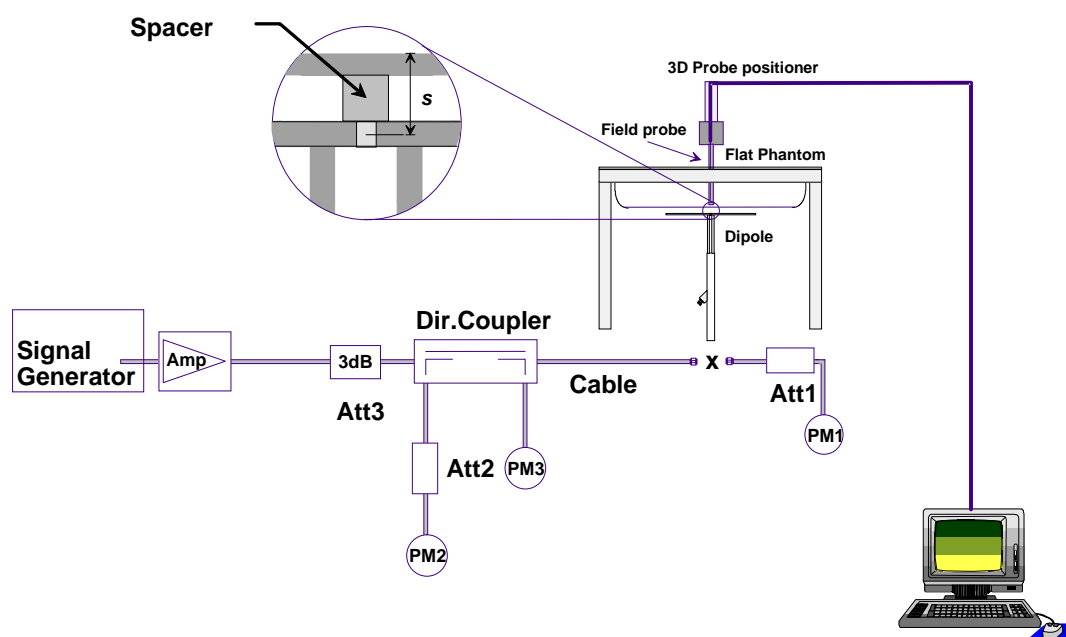 Spacer
s
3D Probe positioner
Field probe
Flat Phantom
Dipole
Dir.Coupler
Signal
Generator
Amp
3dB
Att3
Cable
x
Att1
PM1
Att2
PM3
PM2